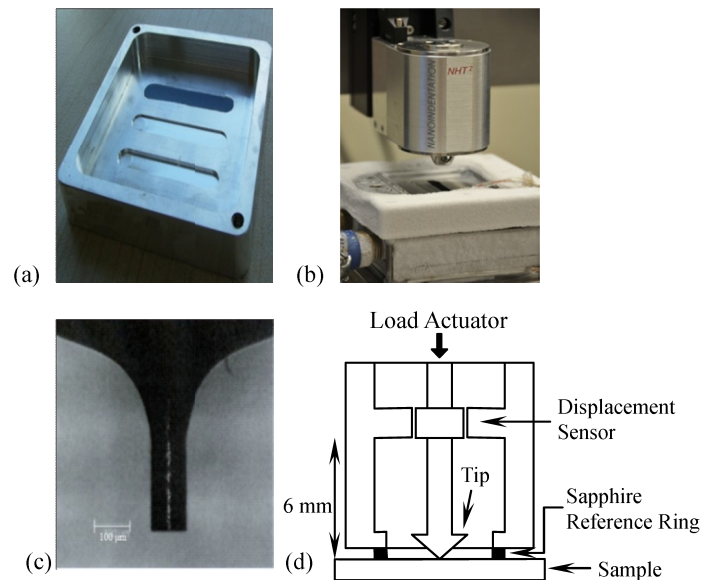 (a)
(b)
NANOINDENTATION
NHT²
(c)
100 μm
(d)
Load Actuator
Displacement
Sensor
Tip
6 mm
Sapphire
Reference Ring
Sample